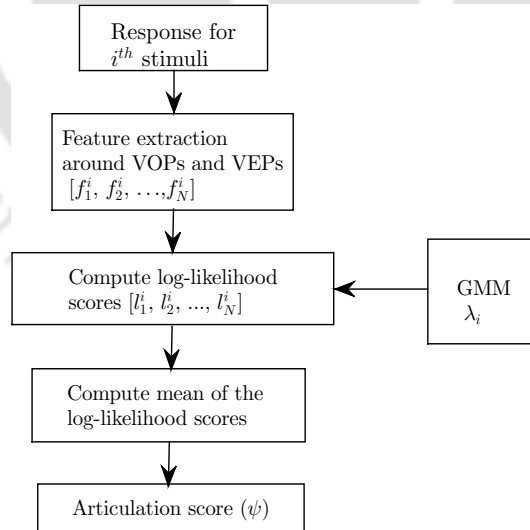 Response for
i^{th} stimuli
Feature extraction
around VOPs and VEPs
[f_1^i, f_2^i, ...,f_N^i]
Compute log-likelihood
scores [l_1^i, l_2^i, ..., l_N^i]
GMM
λ_i
Compute mean of the
log-likelihood scores
Articulation score (ψ)